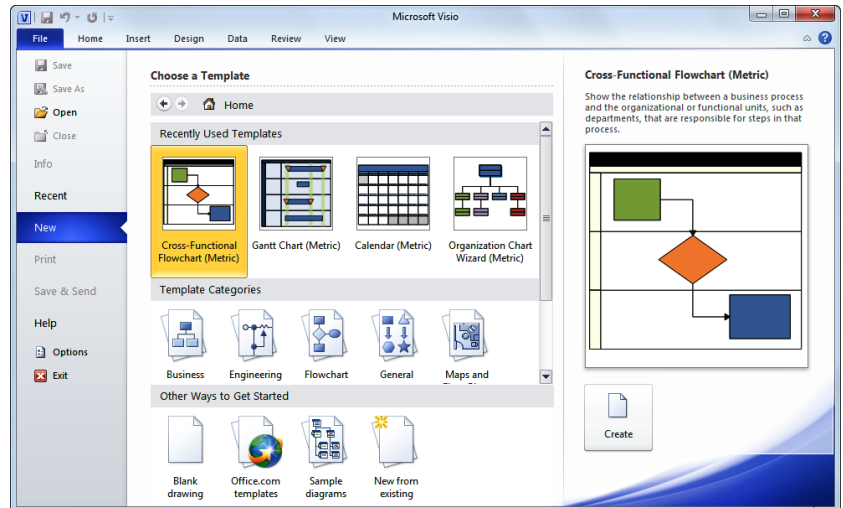 Microsoft Visio
File Home Insert Design Data Review View
Save
Save As
Open
Close
Info
Recent
New
Print
Save & Send
Help
Options
Exit
Choose a Template
Home
Recently Used Templates
Cross-Functional
Flowchart (Metric)
Gantt Chart (Metric)
Calendar (Metric)
Organization Chart
Wizard (Metric)
Template Categories
Business
Engineering
Flowchart
General
Maps and
Other Ways to Get Started
Blank
drawing
Office.com
templates
Sample
diagrams
New from
existing
Cross-Functional Flowchart (Metric)
Show the relationship between a business process
and the organizational or functional units, such as
departments, that are responsible for steps in that
process.
Create